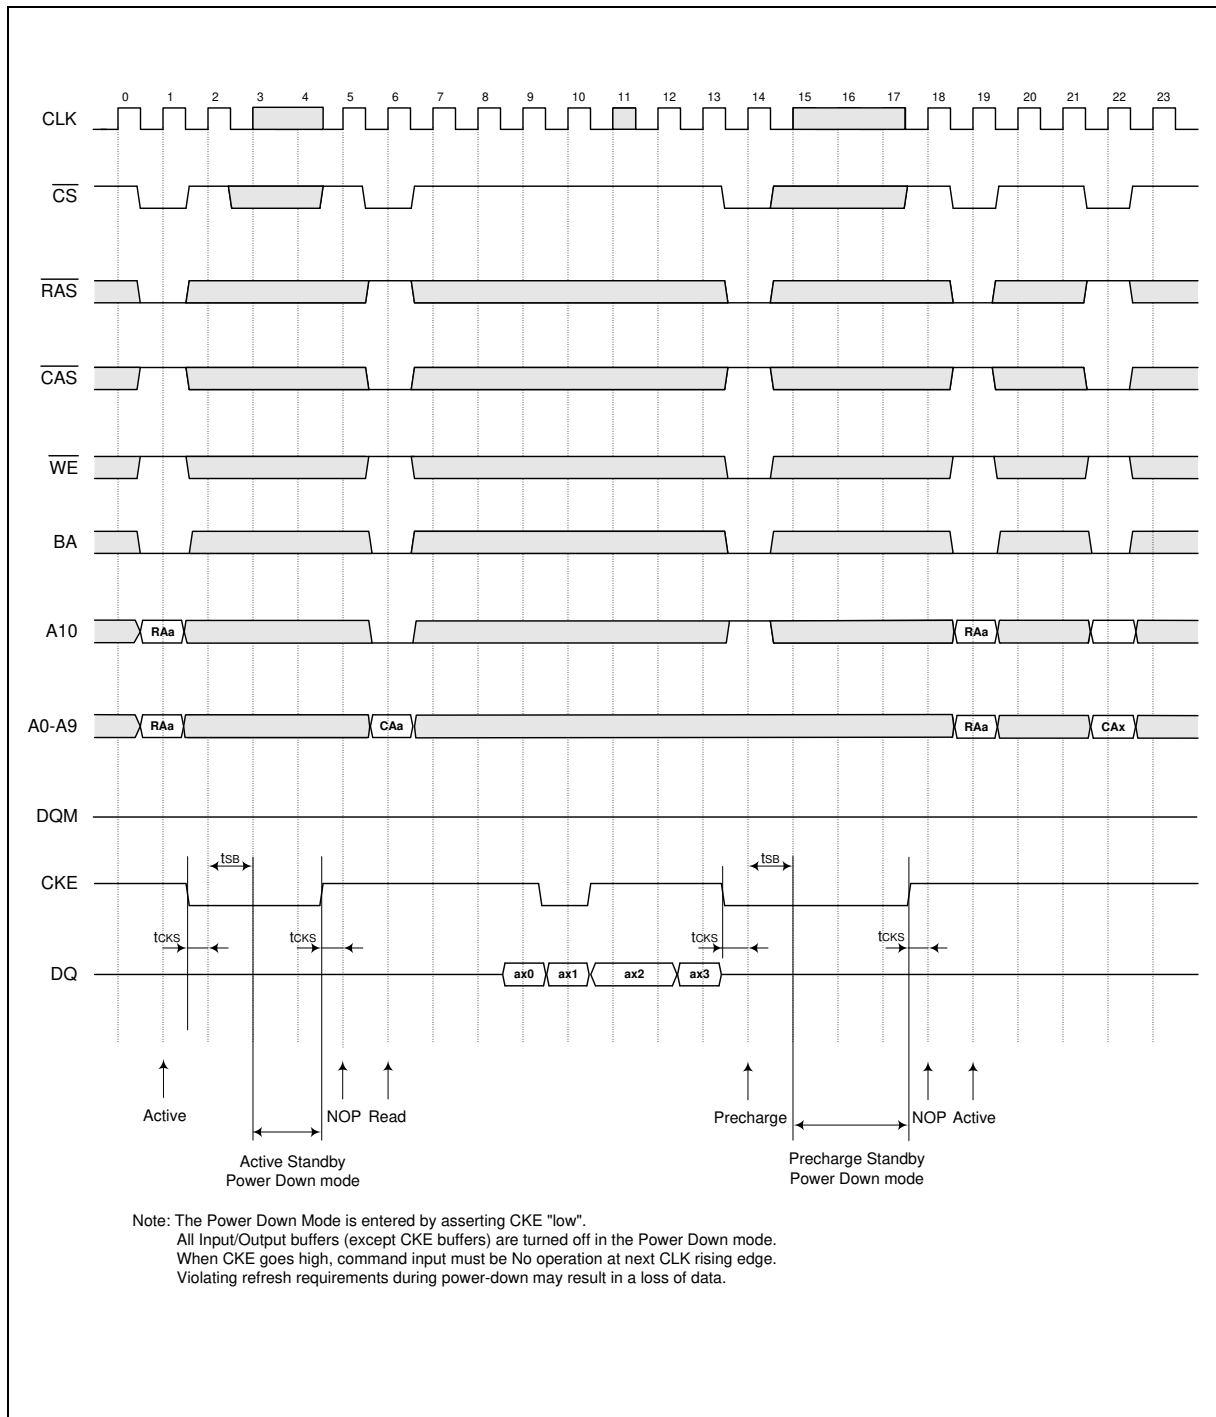 0 1 2 3 4 5 6 7 8 9 10 11 12 13 14 15 16 17 18 19 20 21 22 23
CLK
CS
RAS
CAS
WE
BA
A10 RAa RAa
A0-A9 RAa CAa RAa CAx
DQM
tSB tSB
CKE
tCKS tCKS tCKS tCKS
DQ ax0 ax1 ax2 ax3
Active NOP Read Precharge NOP Active
Active Standby Precharge Standby
Power Down mode Power Down mode
Note: The Power Down Mode is entered by asserting CKE "low".
All Input/Output buffers (except CKE buffers) are turned off in the Power Down mode.
When CKE goes high, command input must be No operation at next CLK rising edge.
Violating refresh requirements during power-down may result in a loss of data.